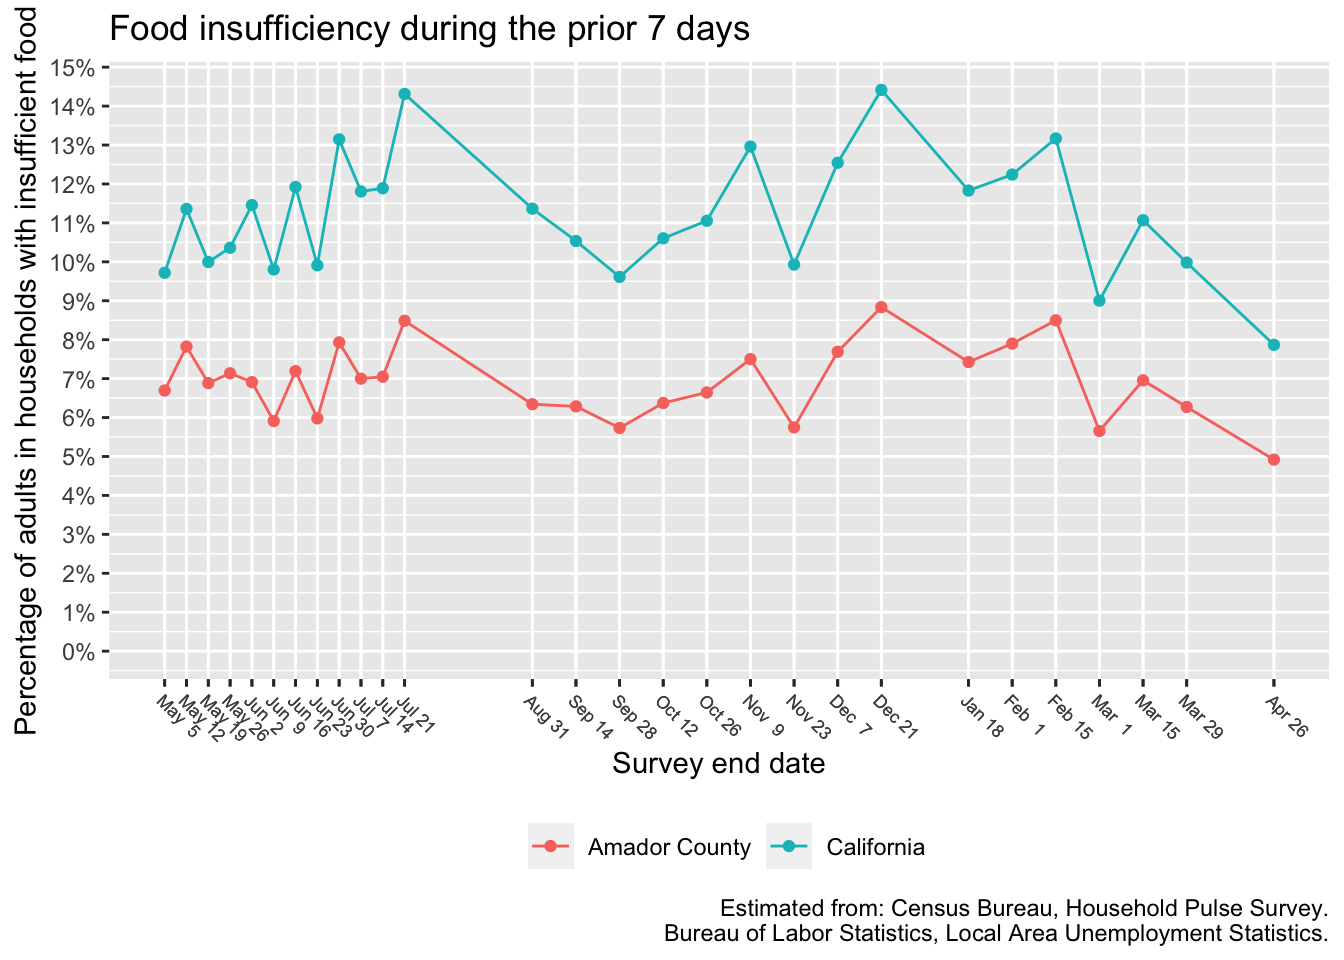 Food insufficiency during the prior 7 days
Percentage of adults in households with insufficient food
15%
14%
13%
12%
11%
10%
9%
8%
7%
6%
5%
4%
3%
2%
1%
0%
May 5
May 12
May 19
May 26
Jun 2
Jun 9
Jun 16
Jun 23
Jun 30
Jul 7
Jul 14
Jul 21
Aug 31
Sep 14
Sep 28
Oct 12
Oct 26
Nov 9
Nov 23
Dec 7
Dec 21
Jan 18
Feb 1
Feb 15
Mar 1
Mar 15
Mar 29
Apr 26
Survey end date
Amador County
California
Estimated from: Census Bureau, Household Pulse Survey.
Bureau of Labor Statistics, Local Area Unemployment Statistics.